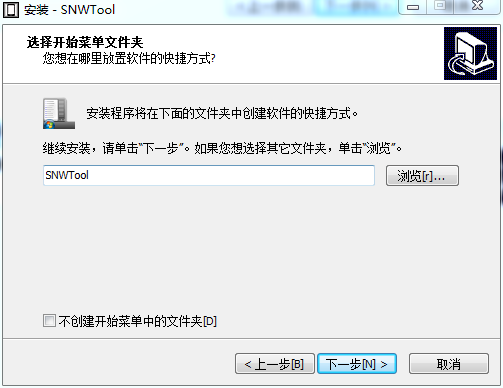 安装 - SNWTool
选择开始菜单文件夹
您想在哪里放置软件的快捷方式?
安装程序将在下面的文件夹中创建软件的快捷方式。
继续安装，请单击“下一步”。如果您想选择其它文件夹，单击“浏览”。
SNWTool
浏览[r]...
不创建开始菜单中的文件夹[D]
< 上一步[B]
下一步[N] >
取消